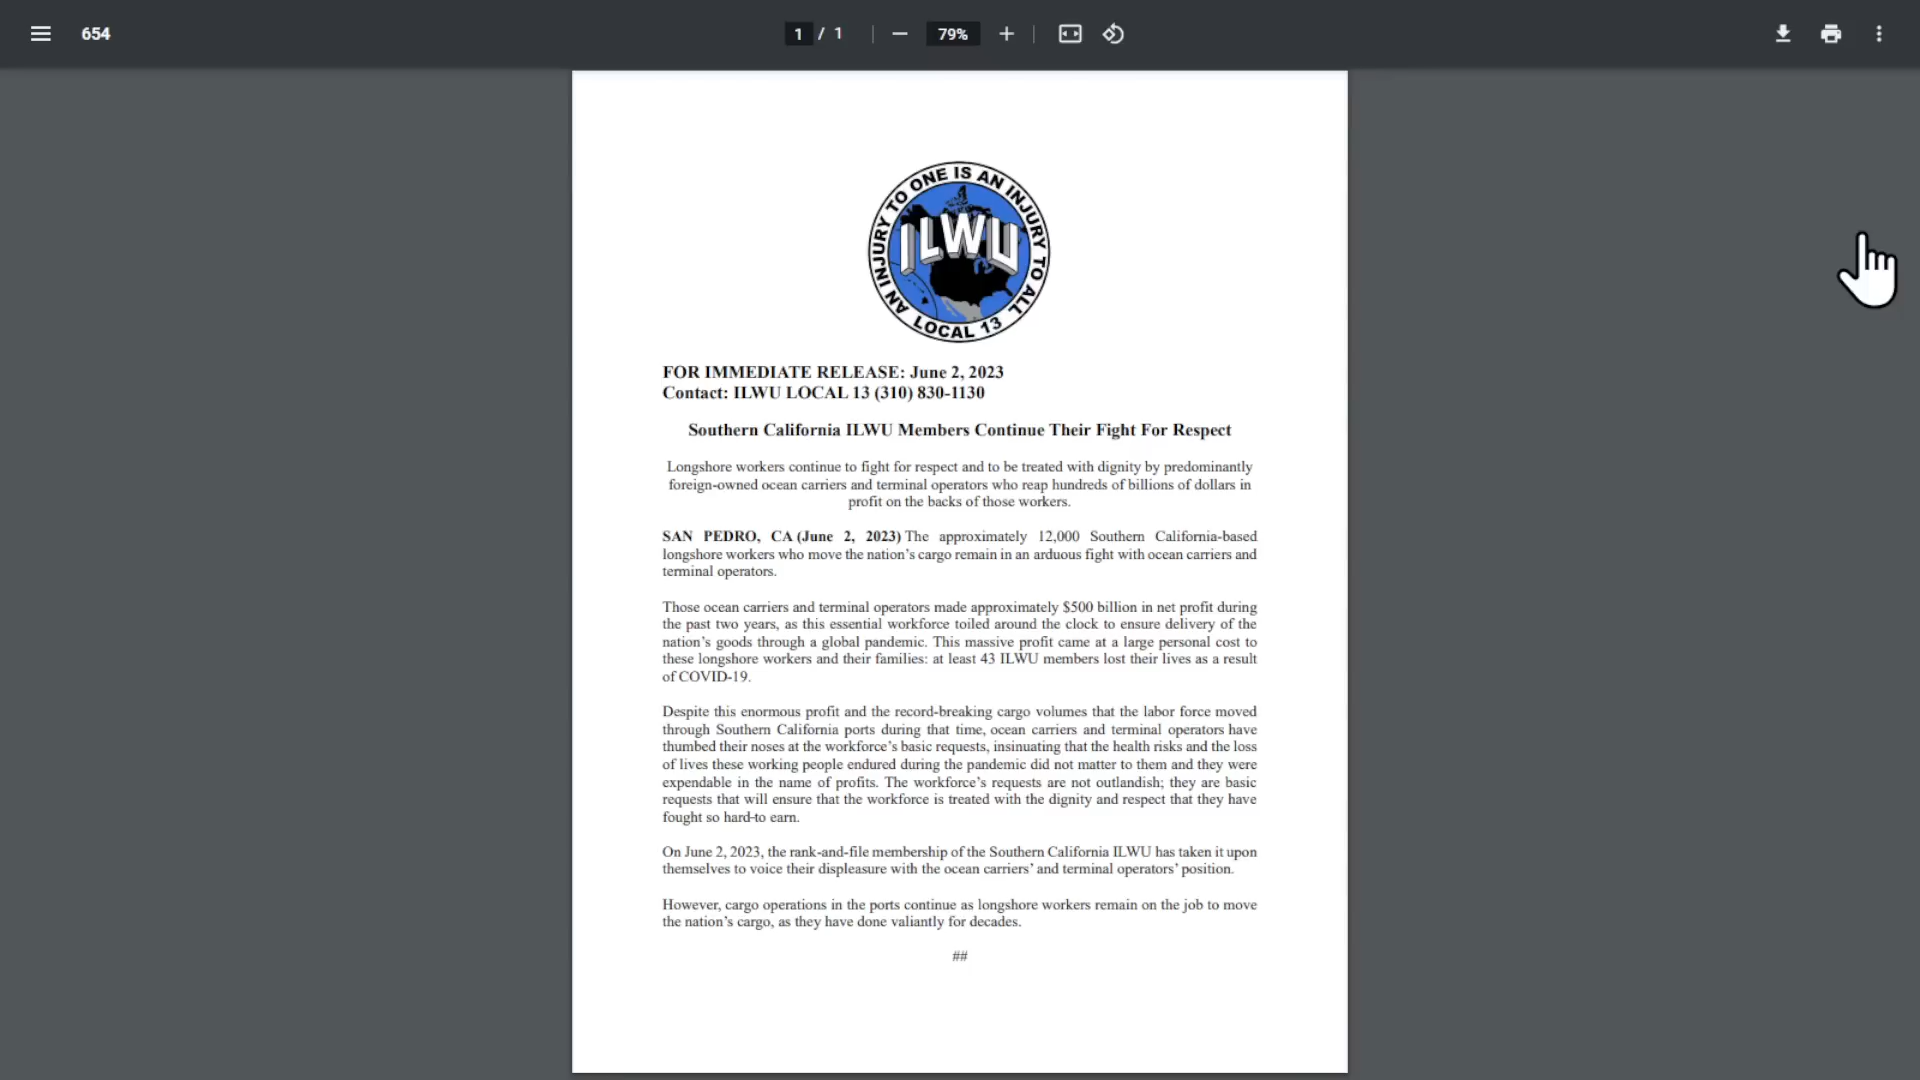 654
1 / 1
79%
AN INJURY TO ONE IS AN INJURY TO ALL
ILWU
LOCAL 13
FOR IMMEDIATE RELEASE: June 2, 2023
Contact: ILWU LOCAL 13 (310) 830-1130
Southern California ILWU Members Continue Their Fight For Respect
Longshore workers continue to fight for respect and to be treated with dignity by predominantly
foreign-owned ocean carriers and terminal operators who reap hundreds of billions of dollars in
profit on the backs of those workers.
SAN PEDRO, CA (June 2, 2023) The approximately 12,000 Southern California-based
longshore workers who move the nation’s cargo remain in an arduous fight with ocean carriers and
terminal operators.
Those ocean carriers and terminal operators made approximately $500 billion in net profit during
the past two years, as this essential workforce toiled around the clock to ensure delivery of the
nation’s goods through a global pandemic. This massive profit came at a large personal cost to
these longshore workers and their families: at least 43 ILWU members lost their lives as a result
of COVID-19.
Despite this enormous profit and the record-breaking cargo volumes that the labor force moved
through Southern California ports during that time, ocean carriers and terminal operators have
thumbed their noses at the workforce’s basic requests, insinuating that the health risks and the loss
of lives these working people endured during the pandemic did not matter to them and they were
expendable in the name of profits. The workforce’s requests are not outlandish; they are basic
requests that will ensure that the workforce is treated with the dignity and respect that they have
fought so hard-to earn.
On June 2, 2023, the rank-and-file membership of the Southern California ILWU has taken it upon
themselves to voice their displeasure with the ocean carriers’ and terminal operators’ position.
However, cargo operations in the ports continue as longshore workers remain on the job to move
the nation’s cargo, as they have done valiantly for decades.
##